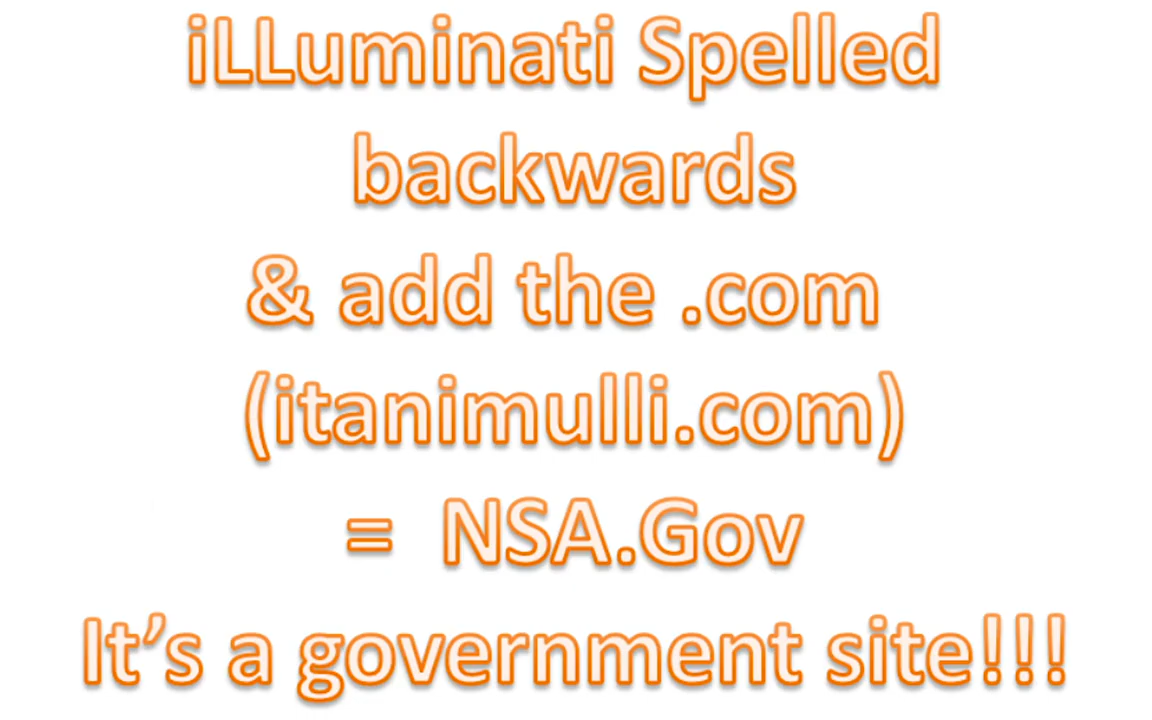 iLLuminati Spelled
backwards
& add the .com
(itanimulli.com)
= NSA.Gov
It’s a government site!!!